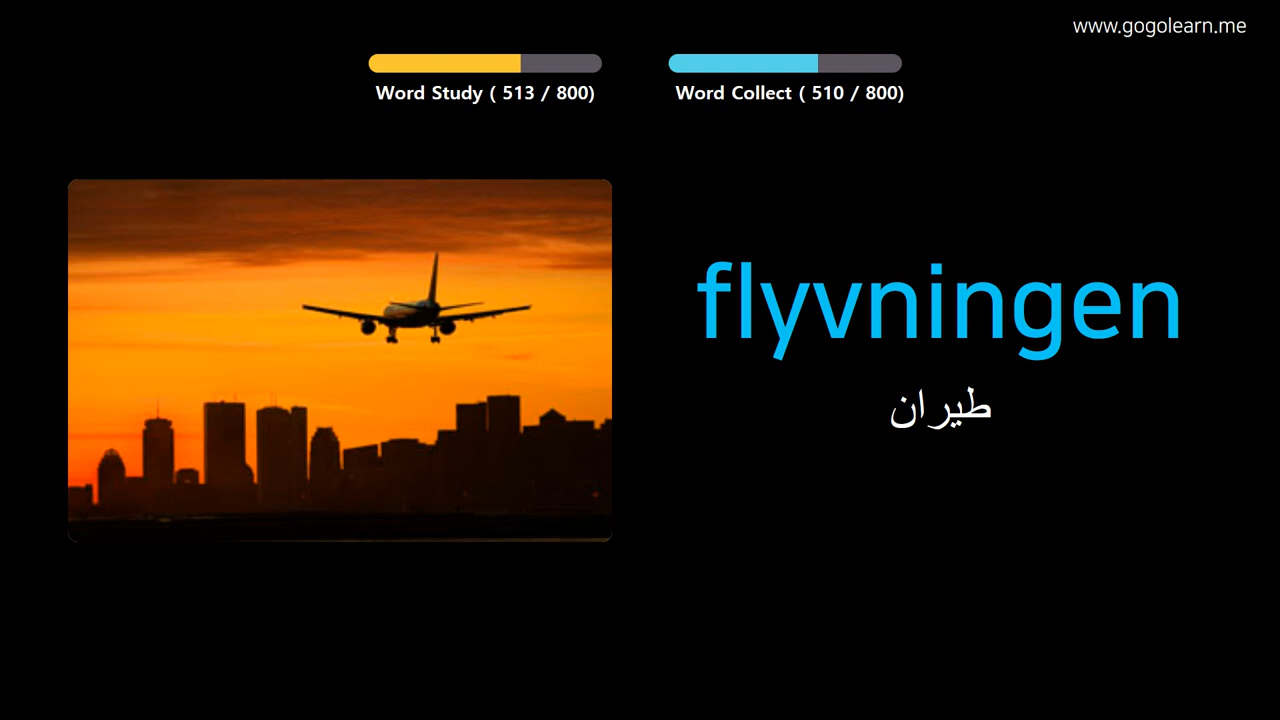 www.gogolearn.me
Word Study ( 513 / 800)
Word Collect ( 510 / 800)
flyvningen
طيران